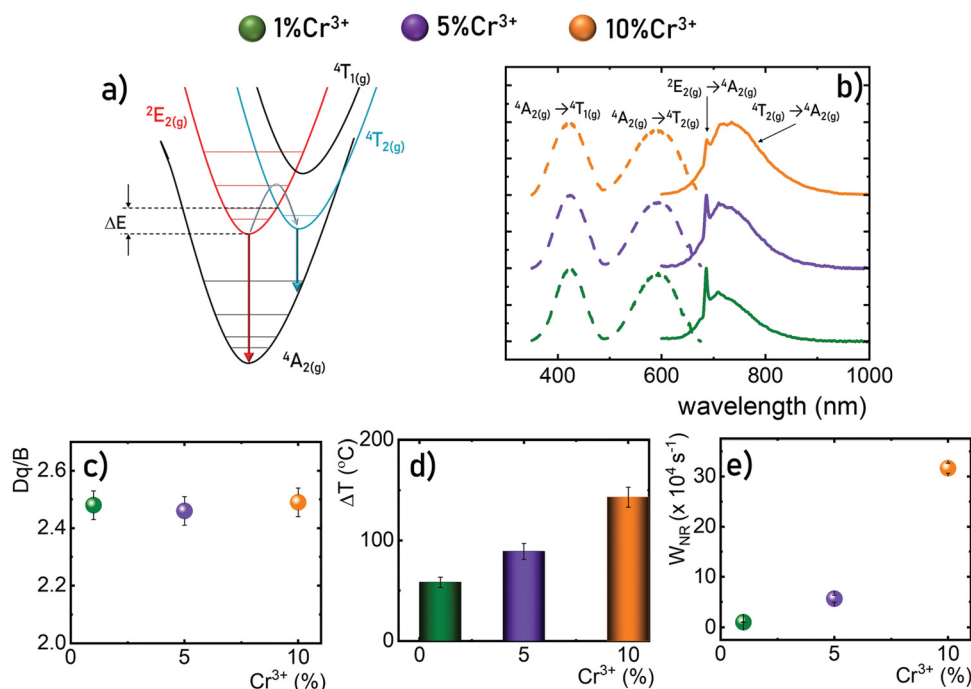 1%Cr³⁺ 5%Cr³⁺ 10%Cr³⁺
a)
⁴T₁(g)
²E₂(g)
⁴T₂(g)
ΔE
⁴A₂(g)
b)
²E₂(g)→⁴A₂(g)
⁴A₂(g)→⁴T₁(g)
⁴A₂(g)→⁴T₂(g)
⁴T₂(g)→⁴A₂(g)
400 600 800 1000
wavelength (nm)
c)
Dq/B
2.6
2.4
2.2
2.0
0 5 10
Cr³⁺ (%)
d)
ΔT (°C)
200
100
0
0 5 10
Cr³⁺ (%)
e)
W_NR (x 10⁴ s⁻¹)
30
20
10
0
0 5 10
Cr³⁺ (%)